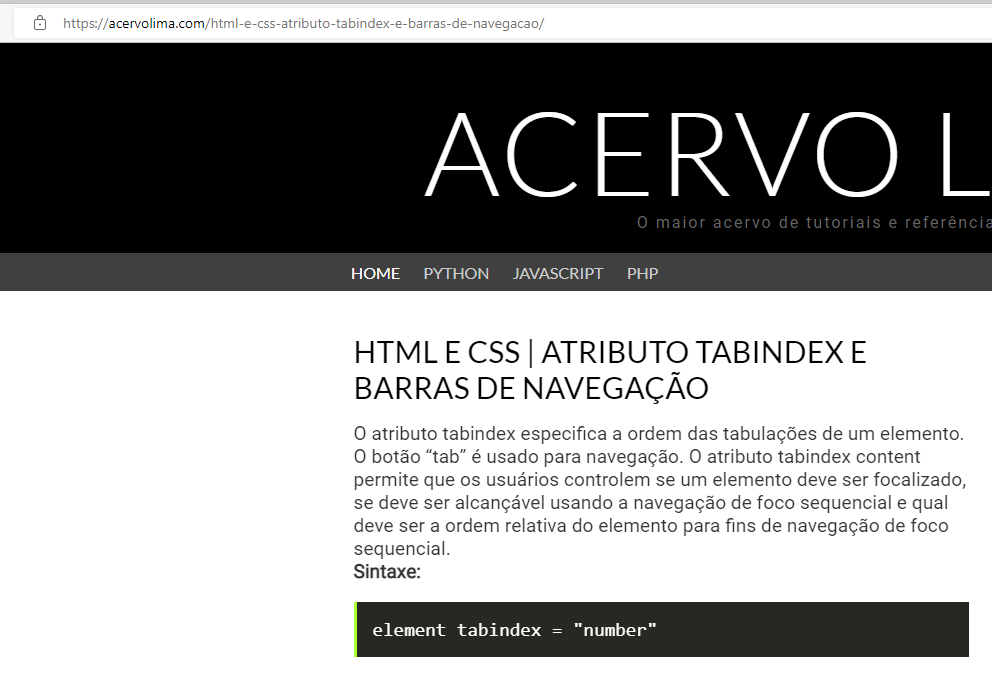 https://acervolima.com/html-e-css-atributo-tabindex-e-barras-de-navegacao/
ACERVO L
O maior acervo de tutoriais e referência
HOME PYTHON JAVASCRIPT PHP
HTML E CSS | ATRIBUTO TABINDEX E
BARRAS DE NAVEGAÇÃO
O atributo tabindex especifica a ordem das tabulações de um elemento.
O botão “tab” é usado para navegação. O atributo tabindex content
permite que os usuários controlem se um elemento deve ser focalizado,
se deve ser alcançável usando a navegação de foco sequencial e qual
deve ser a ordem relativa do elemento para fins de navegação de foco
sequencial.
Sintaxe:
element tabindex = "number"